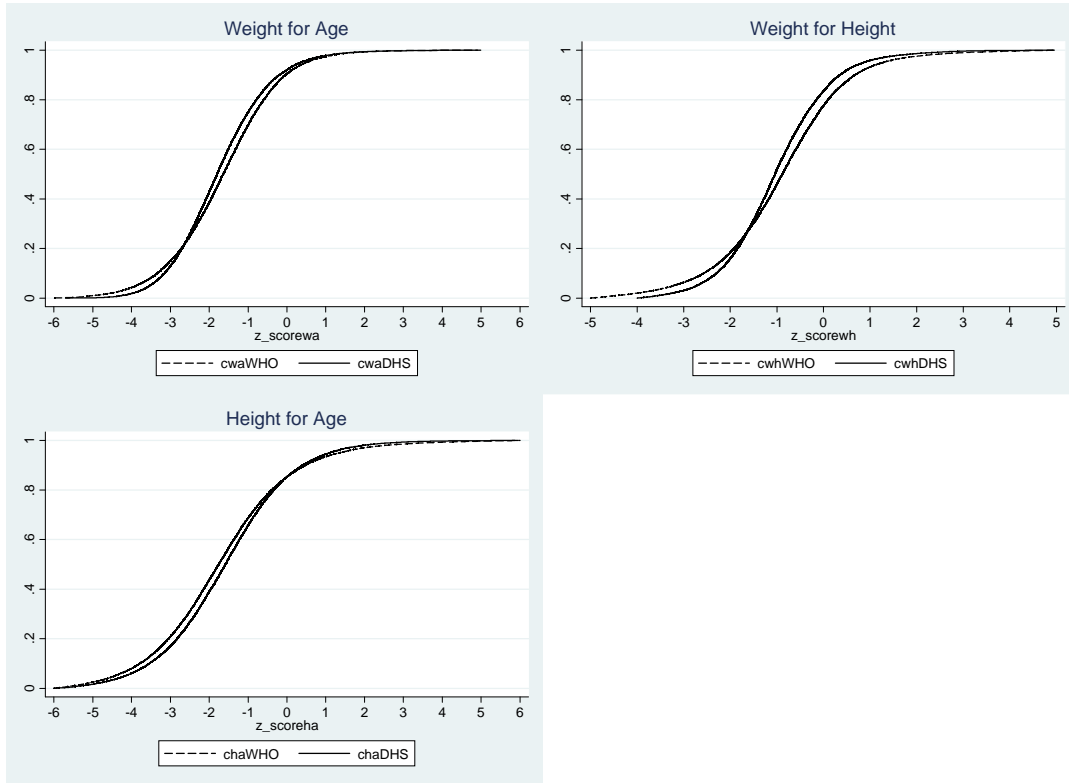 Weight for Age
0 .2 .4 .6 .8 1
-6 -5 -4 -3 -2 -1 0 1 2 3 4 5 6
z_scorewa
cwaWHO cwaDHS
Weight for Height
0 .2 .4 .6 .8 1
-5 -4 -3 -2 -1 0 1 2 3 4 5
z_scorewh
cwhWHO cwhDHS
Height for Age
0 .2 .4 .6 .8 1
-6 -5 -4 -3 -2 -1 0 1 2 3 4 5 6
z_scoreha
chaWHO chaDHS